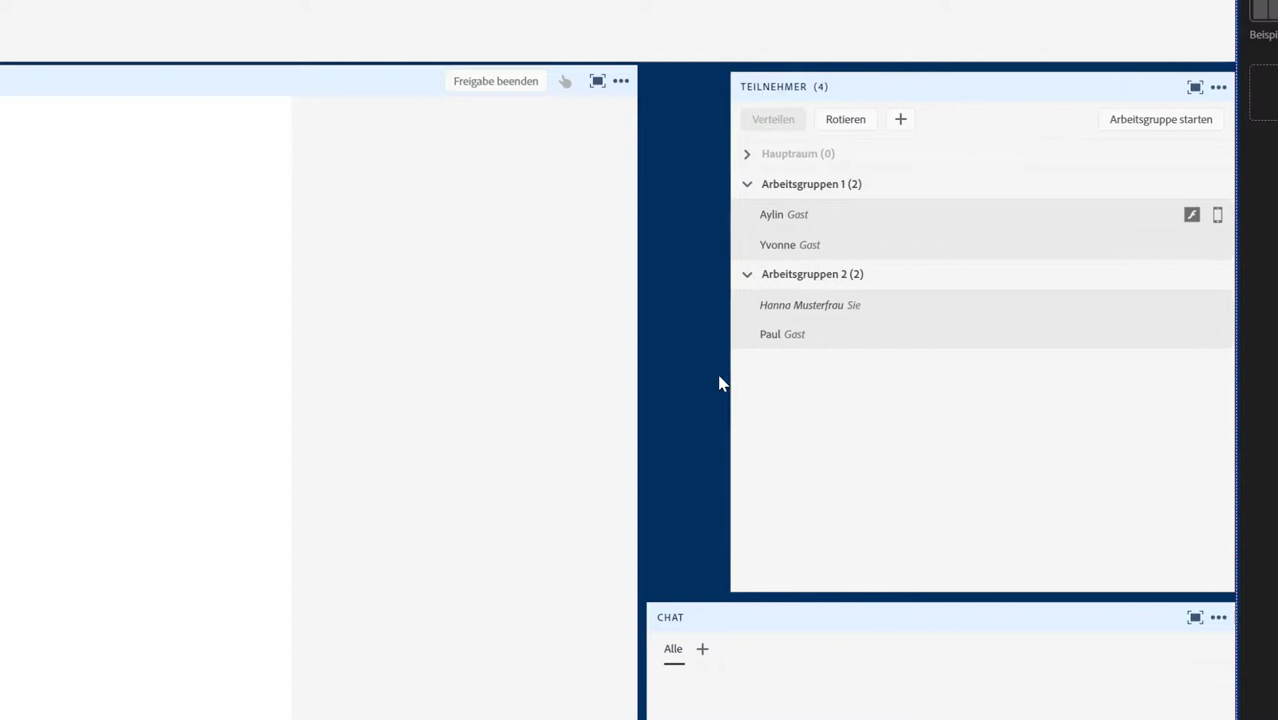 Beispi
Freigabe beenden
TEILNEHMER (4)
Verteilen Rotieren Arbeitsgruppe starten
Hauptraum (0)
Arbeitsgruppen 1 (2)
Aylin Gast
Yvonne Gast
Arbeitsgruppen 2 (2)
Hanna Musterfrau Sie
Paul Gast
CHAT
Alle